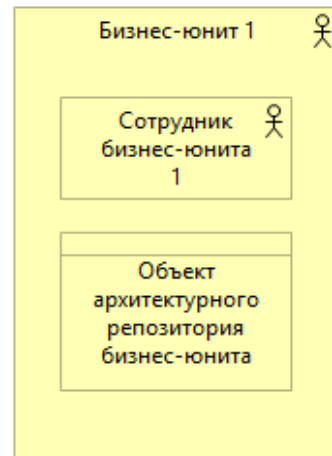 Бизнес-юнит 1
Сотрудник
бизнес-юнита
1
Объект
архитектурного
репозитория
бизнес-юнита